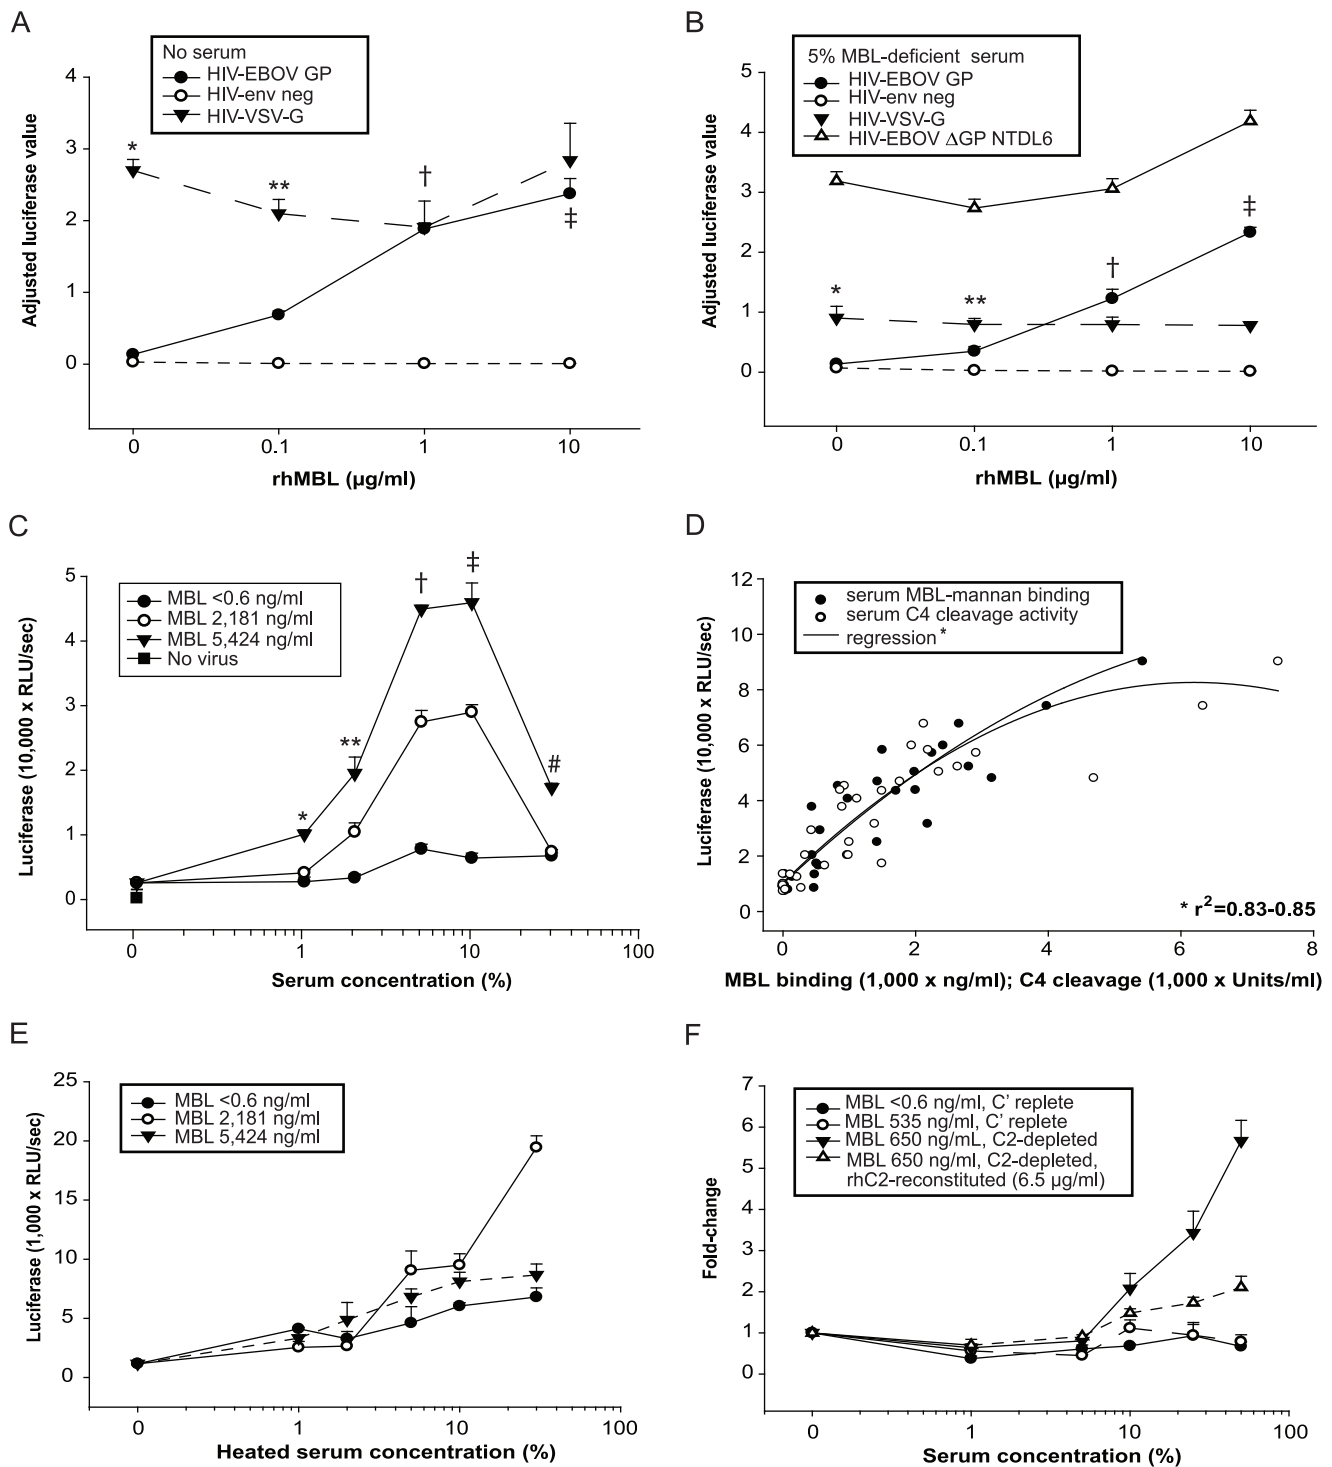 A
No serum
HIV-EBOV GP
HIV-env neg
HIV-VSV-G
Adjusted luciferase value
4
3
2
1
0
*
**
†
‡
0 0.1 1 10
rhMBL (µg/ml)
B
5% MBL-deficient serum
HIV-EBOV GP
HIV-env neg
HIV-VSV-G
HIV-EBOV ΔGP NTDL6
Adjusted luciferase value
5
4
3
2
1
0
*
**
†
‡
0 0.1 1 10
rhMBL (µg/ml)
C
MBL <0.6 ng/ml
MBL 2,181 ng/ml
MBL 5,424 ng/ml
No virus
Luciferase (10,000 x RLU/sec)
5
4
3
2
1
0
*
**
†
‡
#
0 1 10 100
Serum concentration (%)
D
serum MBL-mannan binding
serum C4 cleavage activity
regression *
Luciferase (10,000 x RLU/sec)
12
10
8
6
4
2
0
* r2=0.83-0.85
0 2 4 6 8
MBL binding (1,000 x ng/ml); C4 cleavage (1,000 x Units/ml)
E
MBL <0.6 ng/ml
MBL 2,181 ng/ml
MBL 5,424 ng/ml
Luciferase (1,000 x RLU/sec)
25
20
15
10
5
0
0 1 10 100
Heated serum concentration (%)
F
MBL <0.6 ng/ml, C' replete
MBL 535 ng/ml, C' replete
MBL 650 ng/mL, C2-depleted
MBL 650 ng/ml, C2-depleted,
rhC2-reconstituted (6.5 µg/ml)
Fold-change
7
6
5
4
3
2
1
0
0 1 10 100
Serum concentration (%)